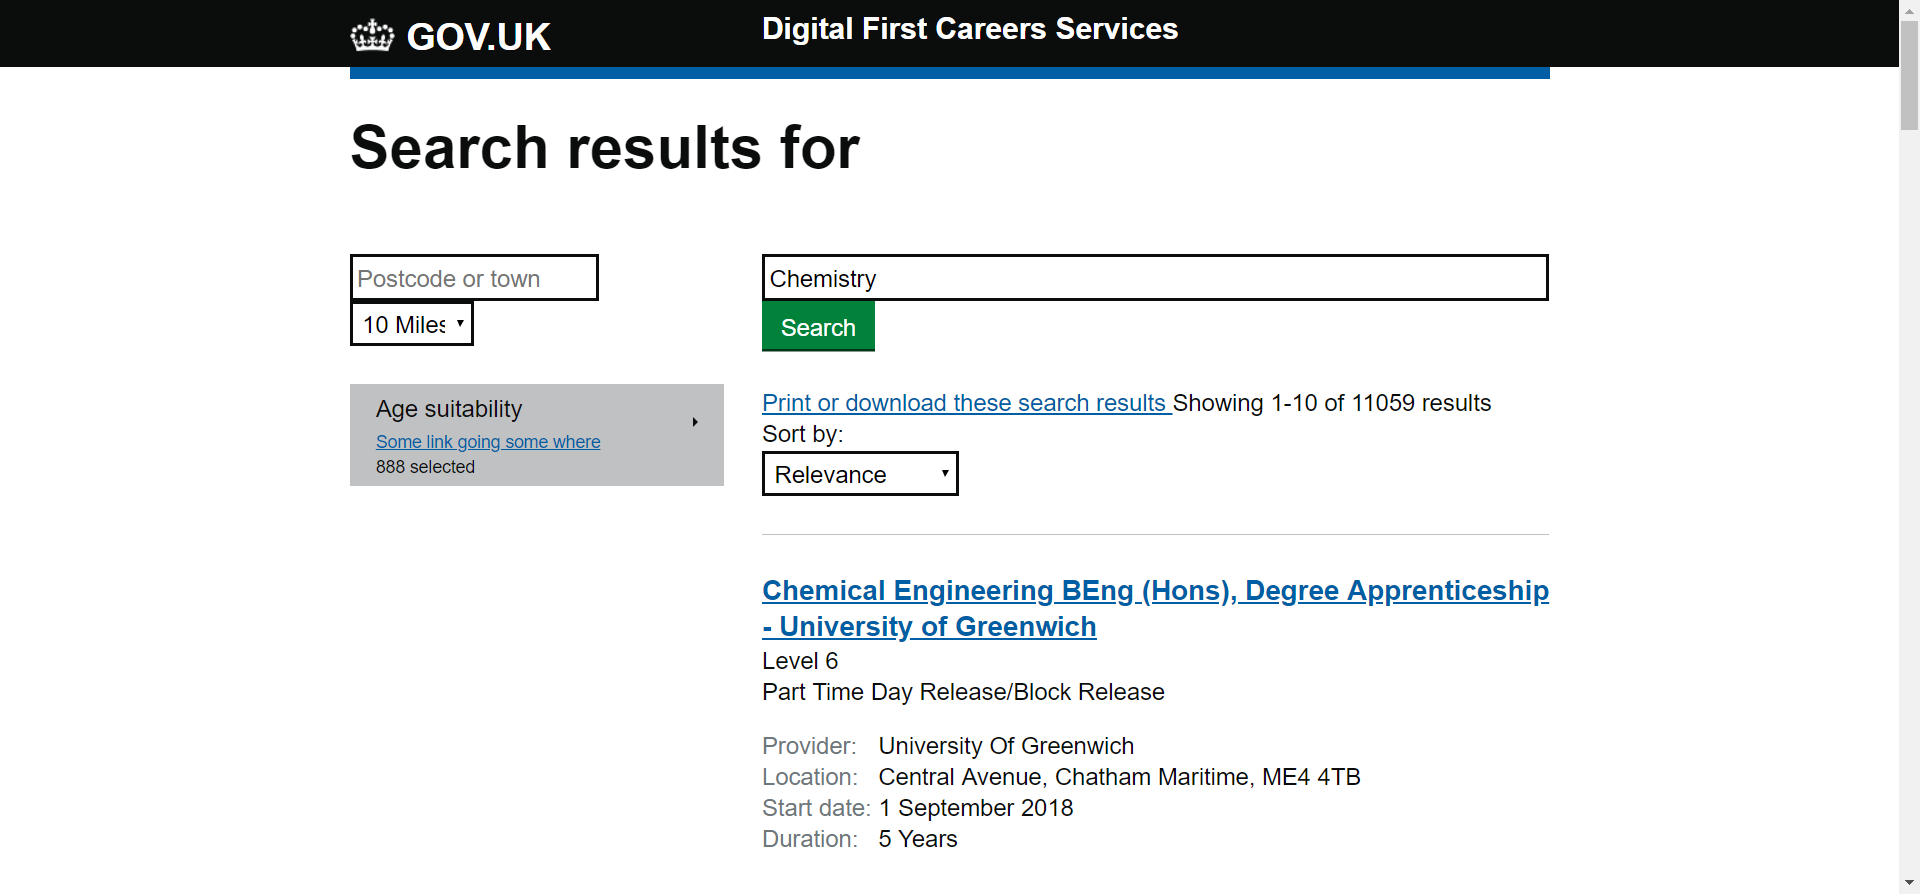 GOV.UK
Digital First Careers Services
Search results for
Postcode or town
Chemistry
10 Miles
Search
Age suitability
Some link going some where
888 selected
Print or download these search results Showing 1-10 of 11059 results
Sort by:
Relevance
Chemical Engineering BEng (Hons), Degree Apprenticeship
- University of Greenwich
Level 6
Part Time Day Release/Block Release
Provider: University Of Greenwich
Location: Central Avenue, Chatham Maritime, ME4 4TB
Start date: 1 September 2018
Duration: 5 Years